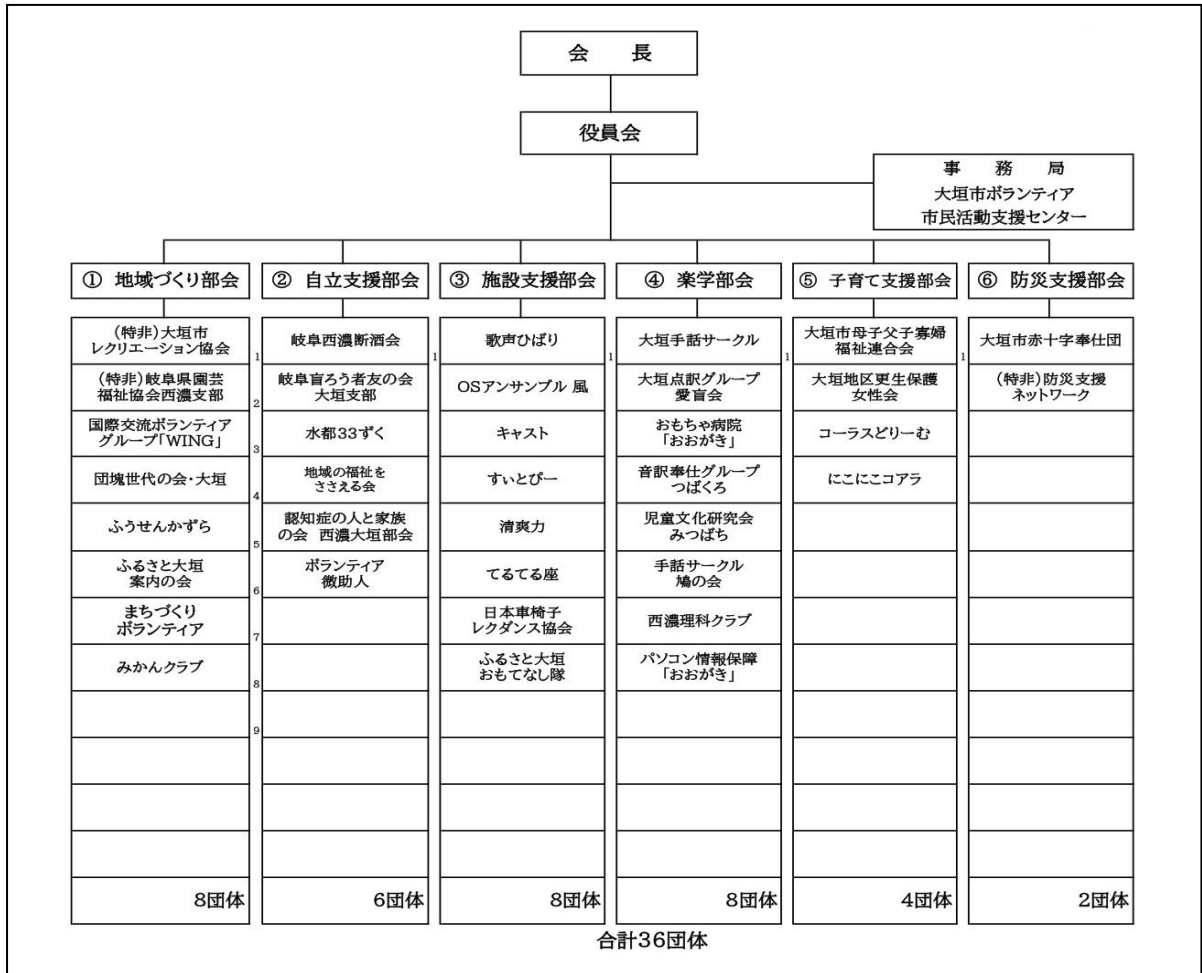 会 長
役員会
事 務 局
大垣市ボランティア
市民活動支援センター
① 地域づくり部会
(特非)大垣市
レクリエーション協会
(特非)岐阜県園芸
福祉協会西濃支部
国際交流ボランティア
グループ「WING」
団塊世代の会・大垣
ふうせんかずら
ふるさと大垣
案内の会
まちづくり
ボランティア
みかんクラブ
8団体
1
2
3
4
5
6
7
8
9
② 自立支援部会
岐阜西濃断酒会
岐阜盲ろう者友の会
大垣支部
水都33ずく
地域の福祉を
ささえる会
認知症の人と家族
の会 西濃大垣部会
ボランティア
微助人
6団体
1
③ 施設支援部会
歌声ひばり
OSアンサンブル 風
キャスト
すぃとぴー
清爽力
てるてる座
日本車椅子
レクダンス協会
ふるさと大垣
おもてなし隊
8団体
1
④ 楽学部会
大垣手話サークル
大垣点訳グループ
愛盲会
おもちゃ病院
「おおがき」
音訳奉仕グループ
つばくろ
児童文化研究会
みつばち
手話サークル
鳩の会
西濃理科クラブ
パソコン情報保障
「おおがき」
8団体
1
⑤ 子育て支援部会
大垣市母子父子寡婦
福祉連合会
大垣地区更生保護
女性会
コーラスどりーむ
にこにこコアラ
4団体
1
⑥ 防災支援部会
大垣市赤十字奉仕団
(特非)防災支援
ネットワーク
2団体
合計36団体